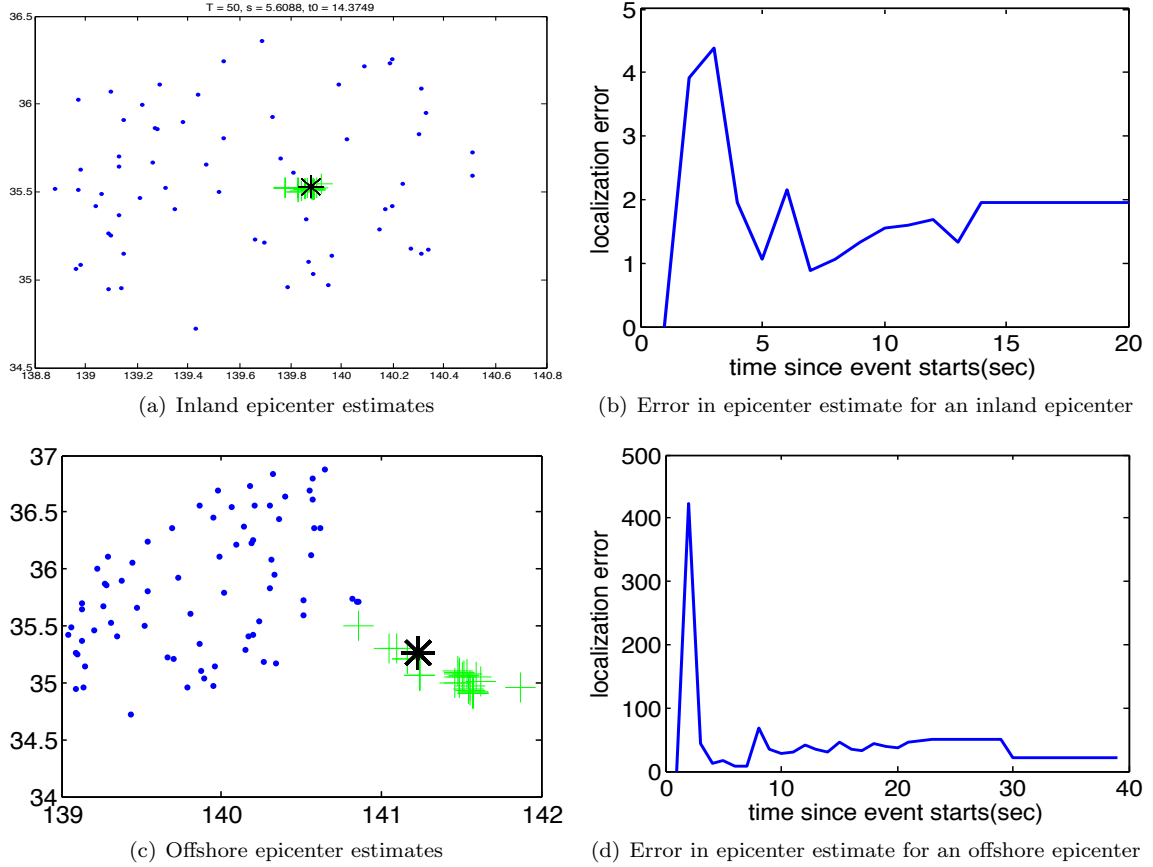 T = 50, s = 5.6088, t0 = 14.3749
36.5
36
35.5
35
34.5
138.8 139 139.2 139.4 139.6 139.8 140 140.2 140.4 140.6 140.8
(a) Inland epicenter estimates
localization error
5
4
3
2
1
0
0 5 10 15 20
time since event starts(sec)
(b) Error in epicenter estimate for an inland epicenter
37
36.5
36
35.5
35
34.5
34
139 140 141 142
(c) Offshore epicenter estimates
localization error
500
400
300
200
100
0
0 10 20 30 40
time since event starts(sec)
(d) Error in epicenter estimate for an offshore epicenter